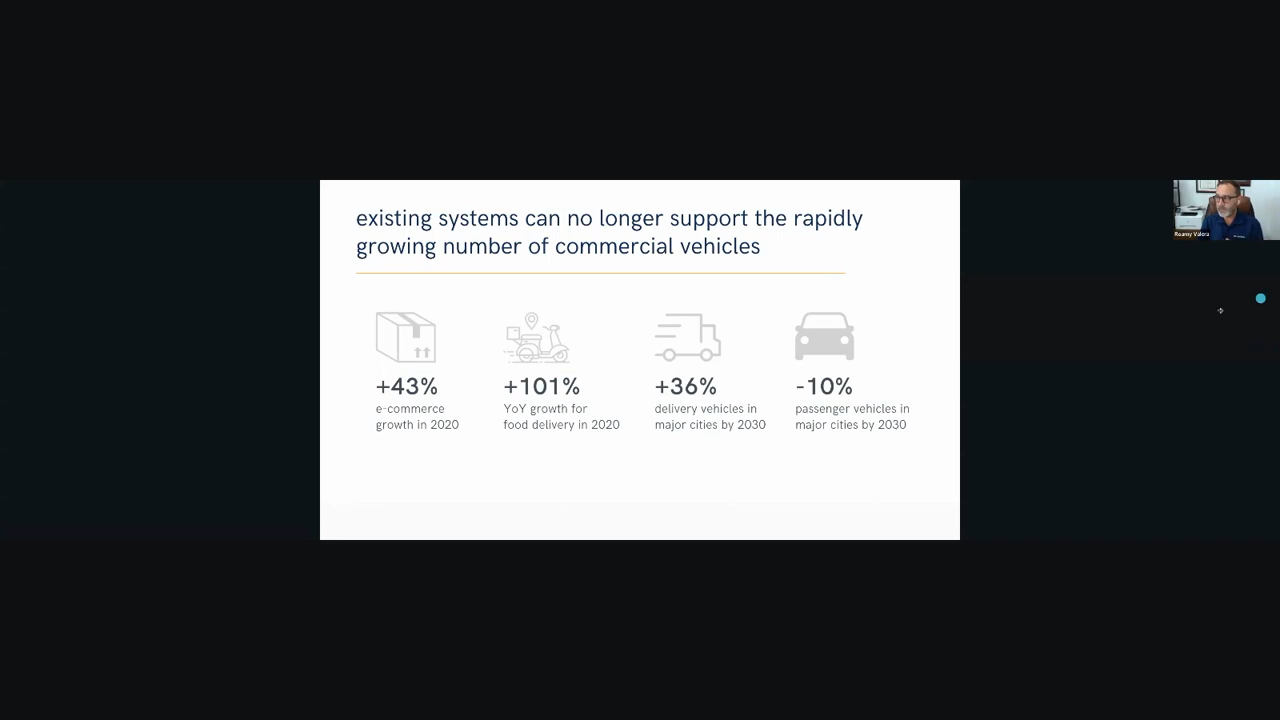 existing systems can no longer support the rapidly
growing number of commercial vehicles
Roamy Valera
+43%
e-commerce
growth in 2020
+101%
YoY growth for
food delivery in 2020
+36%
delivery vehicles in
major cities by 2030
-10%
passenger vehicles in
major cities by 2030